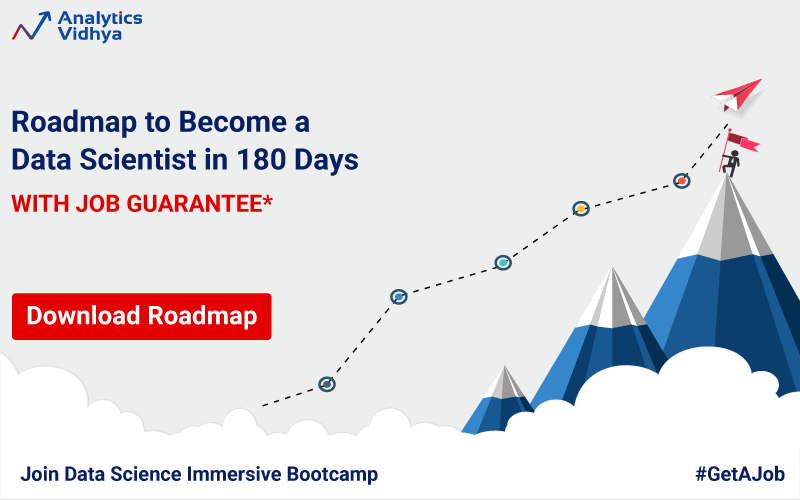 Analytics
Vidhya
Roadmap to Become a
Data Scientist in 180 Days
WITH JOB GUARANTEE*
Download Roadmap
Join Data Science Immersive Bootcamp
#GetAJob